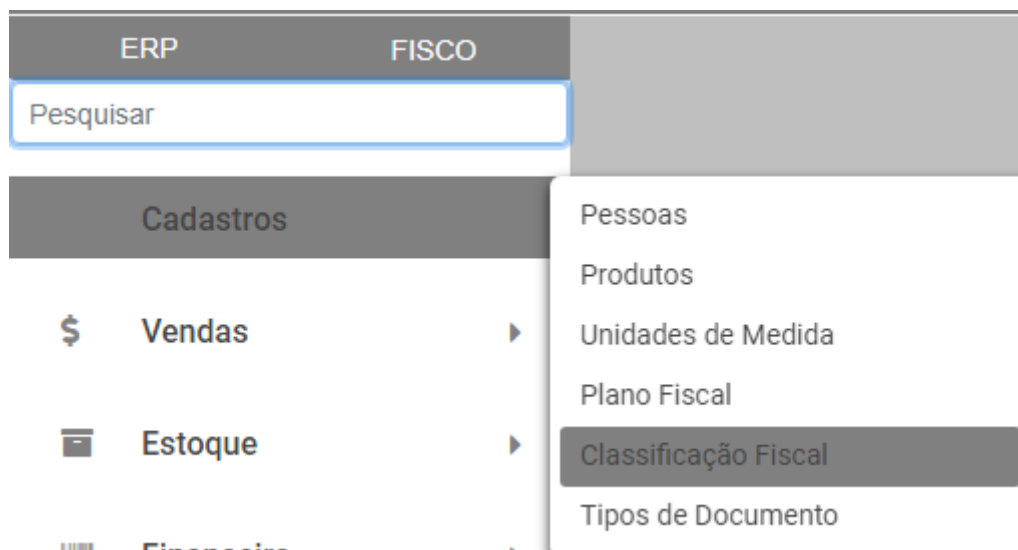 ERP FISCO
Pesquisar
Cadastros
Vendas
Estoque
Pessoas
Produtos
Unidades de Medida
Plano Fiscal
Classificação Fiscal
Tipos de Documento